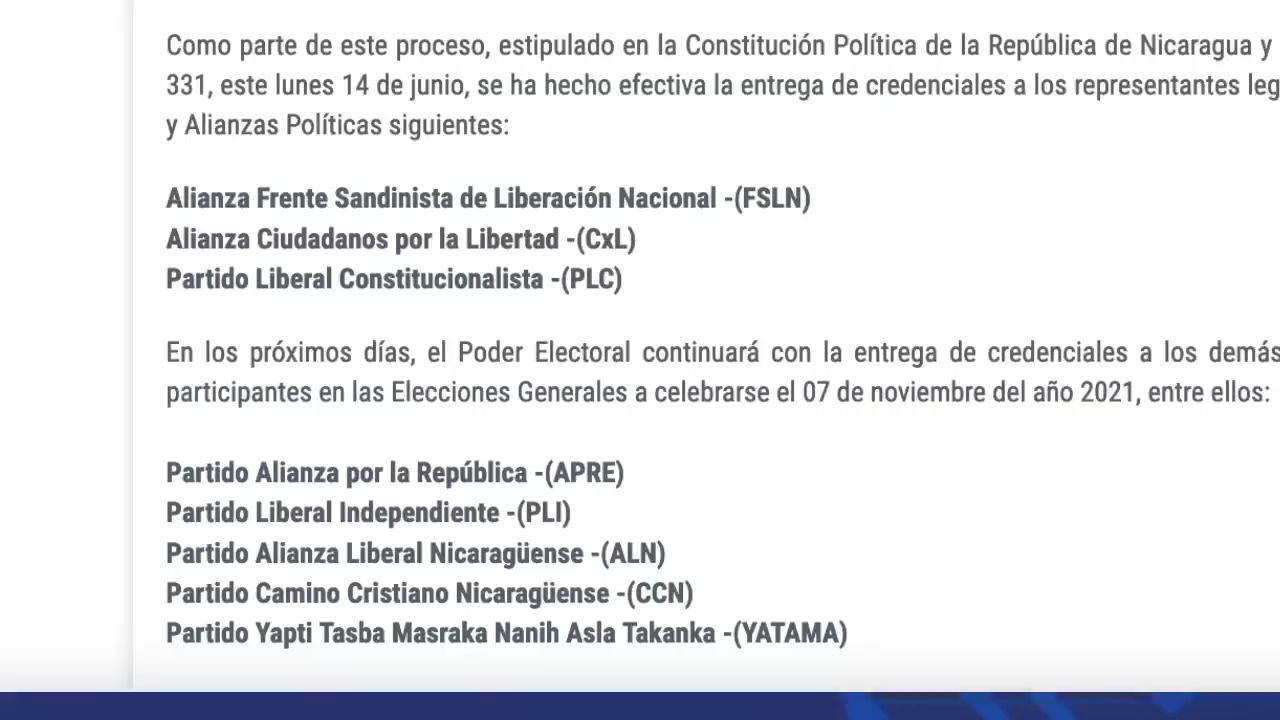 Como parte de este proceso, estipulado en la Constitución Política de la República de Nicaragua y
331, este lunes 14 de junio, se ha hecho efectiva la entrega de credenciales a los representantes leg
y Alianzas Políticas siguientes:
Alianza Frente Sandinista de Liberación Nacional -(FSLN)
Alianza Ciudadanos por la Libertad -(CxL)
Partido Liberal Constitucionalista -(PLC)
En los próximos días, el Poder Electoral continuará con la entrega de credenciales a los demás
participantes en las Elecciones Generales a celebrarse el 07 de noviembre del año 2021, entre ellos:
Partido Alianza por la República -(APRE)
Partido Liberal Independiente -(PLI)
Partido Alianza Liberal Nicaragüense -(ALN)
Partido Camino Cristiano Nicaragüense -(CCN)
Partido Yapti Tasba Masraka Nanih Asla Takanka -(YATAMA)